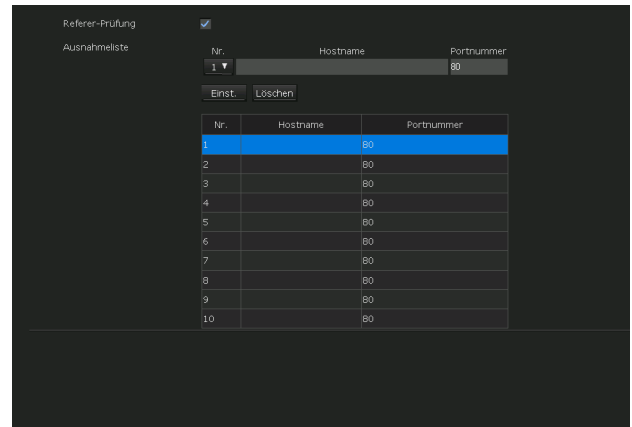 Referer-Prüfung
Ausnahmeliste
Nr. Hostname Portnummer
1 80
Einst. Löschen
Nr. Hostname Portnummer
1 80
2 80
3 80
4 80
5 80
6 80
7 80
8 80
9 80
10 80